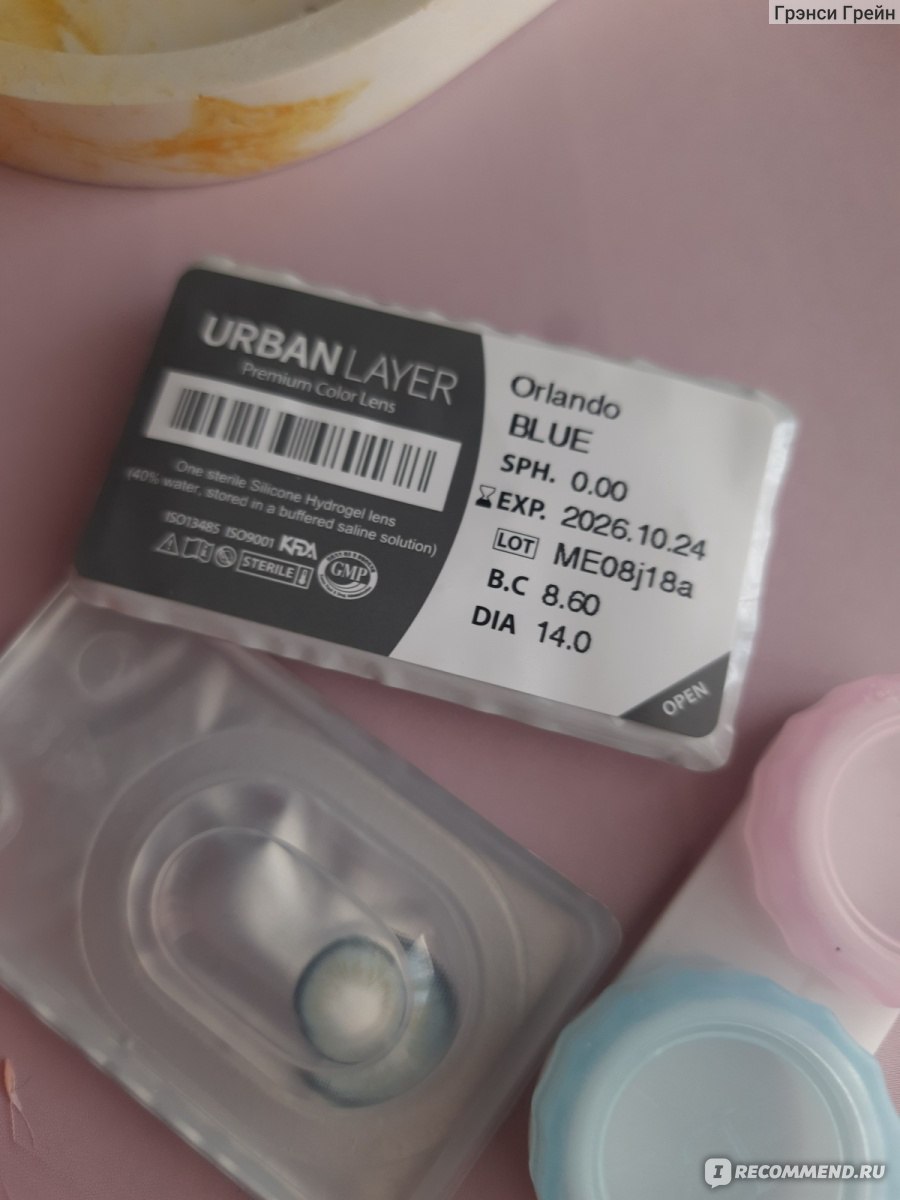 Грэнси Грейн
URBAN LAYER
Premium Color Lens
One sterile Silicone Hydrogel lens
(40% water, stored in a buffered saline solution)
ISO13485 ISO9001 KFDA
STERILE
GMP
Orlando
BLUE
SPH. 0.00
EXP. 2026.10.24
LOT ME08j18a
B.C 8.60
DIA 14.0
OPEN
IRECOMMEND.RU